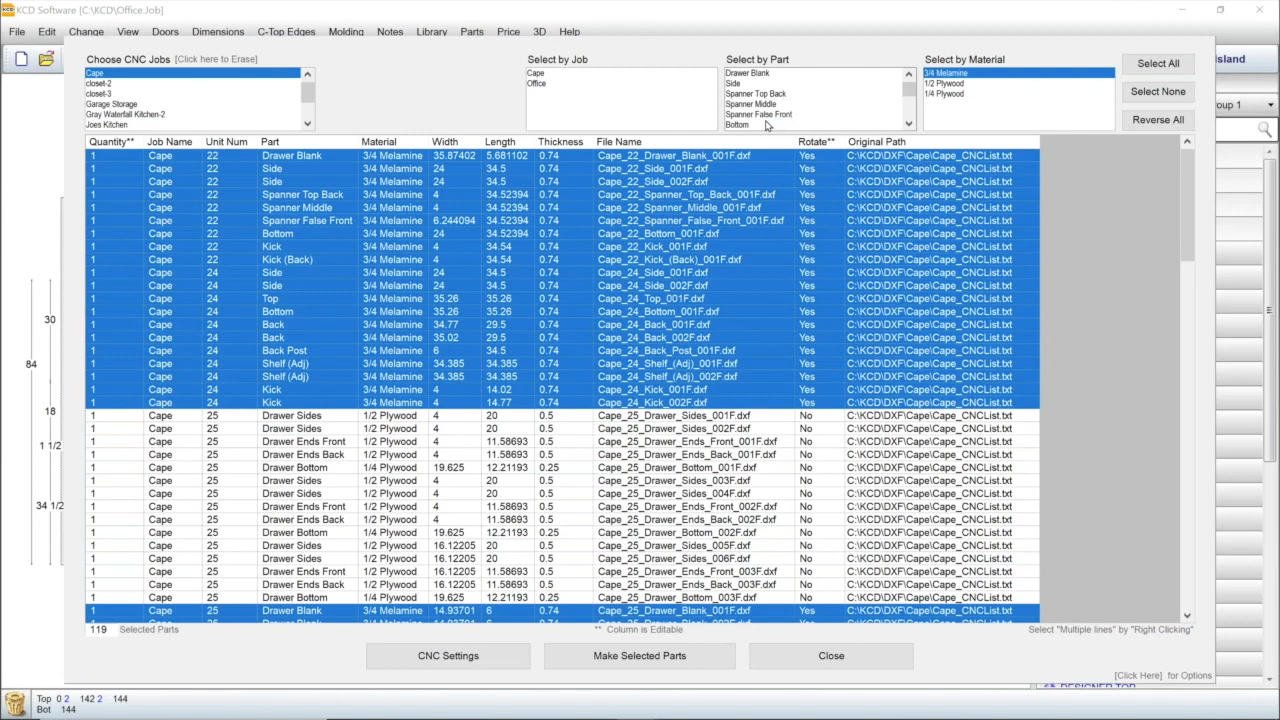 KCD Software [C:\KCD\Office.Job]
File Edit Change View Doors Dimensions C-Top Edges Molding Notes Library Parts Price 3D Help
Choose CNC Jobs [Click here to Erase]
Cape
closet-2
closet-3
Garage Storage
Gray Waterfall Kitchen-2
Joes Kitchen
Select by Job
Cape
Office
Select by Part
Drawer Blank
Side
Spanner Top Back
Spanner Middle
Spanner False Front
Bottom
Select by Material
3/4 Melamine
1/2 Plywood
1/4 Plywood
Select All
Select None
Reverse All
Island
oup 1
Quantity** Job Name Unit Num Part Material Width Length Thickness File Name Rotate** Original Path
1 Cape 22 Drawer Blank 3/4 Melamine 35.87402 5.681102 0.74 Cape_22_Drawer_Blank_001F.dxf Yes C:\KCD\DXF\Cape\Cape_CNCList.txt
1 Cape 22 Side 3/4 Melamine 24 34.5 0.74 Cape_22_Side_001F.dxf Yes C:\KCD\DXF\Cape\Cape_CNCList.txt
1 Cape 22 Side 3/4 Melamine 24 34.5 0.74 Cape_22_Side_002F.dxf Yes C:\KCD\DXF\Cape\Cape_CNCList.txt
1 Cape 22 Spanner Top Back 3/4 Melamine 4 34.52394 0.74 Cape_22_Spanner_Top_Back_001F.dxf Yes C:\KCD\DXF\Cape\Cape_CNCList.txt
1 Cape 22 Spanner Middle 3/4 Melamine 4 34.52394 0.74 Cape_22_Spanner_Middle_001F.dxf Yes C:\KCD\DXF\Cape\Cape_CNCList.txt
1 Cape 22 Spanner False Front 3/4 Melamine 6.244094 34.52394 0.74 Cape_22_Spanner_False_Front_001F.dxf Yes C:\KCD\DXF\Cape\Cape_CNCList.txt
1 Cape 22 Bottom 3/4 Melamine 24 34.52394 0.74 Cape_22_Bottom_001F.dxf Yes C:\KCD\DXF\Cape\Cape_CNCList.txt
1 Cape 22 Kick 3/4 Melamine 4 34.54 0.74 Cape_22_Kick_001F.dxf Yes C:\KCD\DXF\Cape\Cape_CNCList.txt
1 Cape 22 Kick (Back) 3/4 Melamine 4 34.54 0.74 Cape_22_Kick_(Back)_001F.dxf Yes C:\KCD\DXF\Cape\Cape_CNCList.txt
1 Cape 24 Side 3/4 Melamine 24 34.5 0.74 Cape_24_Side_001F.dxf Yes C:\KCD\DXF\Cape\Cape_CNCList.txt
1 Cape 24 Side 3/4 Melamine 24 34.5 0.74 Cape_24_Side_002F.dxf Yes C:\KCD\DXF\Cape\Cape_CNCList.txt
1 Cape 24 Top 3/4 Melamine 35.26 35.26 0.74 Cape_24_Top_001F.dxf Yes C:\KCD\DXF\Cape\Cape_CNCList.txt
1 Cape 24 Bottom 3/4 Melamine 35.26 35.26 0.74 Cape_24_Bottom_001F.dxf Yes C:\KCD\DXF\Cape\Cape_CNCList.txt
1 Cape 24 Back 3/4 Melamine 34.77 29.5 0.74 Cape_24_Back_001F.dxf Yes C:\KCD\DXF\Cape\Cape_CNCList.txt
1 Cape 24 Back 3/4 Melamine 35.02 29.5 0.74 Cape_24_Back_002F.dxf Yes C:\KCD\DXF\Cape\Cape_CNCList.txt
1 Cape 24 Back Post 3/4 Melamine 6 34.5 0.74 Cape_24_Back_Post_001F.dxf Yes C:\KCD\DXF\Cape\Cape_CNCList.txt
1 Cape 24 Shelf (Adj) 3/4 Melamine 34.385 34.385 0.74 Cape_24_Shelf_(Adj)_001F.dxf Yes C:\KCD\DXF\Cape\Cape_CNCList.txt
1 Cape 24 Shelf (Adj) 3/4 Melamine 34.385 34.385 0.74 Cape_24_Shelf_(Adj)_002F.dxf Yes C:\KCD\DXF\Cape\Cape_CNCList.txt
1 Cape 24 Kick 3/4 Melamine 4 14.02 0.74 Cape_24_Kick_001F.dxf Yes C:\KCD\DXF\Cape\Cape_CNCList.txt
1 Cape 24 Kick 3/4 Melamine 4 14.77 0.74 Cape_24_Kick_002F.dxf Yes C:\KCD\DXF\Cape\Cape_CNCList.txt
1 Cape 25 Drawer Sides 1/2 Plywood 4 20 0.5 Cape_25_Drawer_Sides_001F.dxf No C:\KCD\DXF\Cape\Cape_CNCList.txt
1 Cape 25 Drawer Sides 1/2 Plywood 4 20 0.5 Cape_25_Drawer_Sides_002F.dxf No C:\KCD\DXF\Cape\Cape_CNCList.txt
1 Cape 25 Drawer Ends Front 1/2 Plywood 4 11.58693 0.5 Cape_25_Drawer_Ends_Front_001F.dxf No C:\KCD\DXF\Cape\Cape_CNCList.txt
1 Cape 25 Drawer Ends Back 1/2 Plywood 4 11.58693 0.5 Cape_25_Drawer_Ends_Back_001F.dxf No C:\KCD\DXF\Cape\Cape_CNCList.txt
1 Cape 25 Drawer Bottom 1/4 Plywood 19.625 12.21193 0.25 Cape_25_Drawer_Bottom_001F.dxf No C:\KCD\DXF\Cape\Cape_CNCList.txt
1 Cape 25 Drawer Sides 1/2 Plywood 4 20 0.5 Cape_25_Drawer_Sides_003F.dxf No C:\KCD\DXF\Cape\Cape_CNCList.txt
1 Cape 25 Drawer Sides 1/2 Plywood 4 20 0.5 Cape_25_Drawer_Sides_004F.dxf No C:\KCD\DXF\Cape\Cape_CNCList.txt
1 Cape 25 Drawer Ends Front 1/2 Plywood 4 11.58693 0.5 Cape_25_Drawer_Ends_Front_002F.dxf No C:\KCD\DXF\Cape\Cape_CNCList.txt
1 Cape 25 Drawer Ends Back 1/2 Plywood 4 11.58693 0.5 Cape_25_Drawer_Ends_Back_002F.dxf No C:\KCD\DXF\Cape\Cape_CNCList.txt
1 Cape 25 Drawer Bottom 1/4 Plywood 19.625 12.21193 0.25 Cape_25_Drawer_Bottom_002F.dxf No C:\KCD\DXF\Cape\Cape_CNCList.txt
1 Cape 25 Drawer Sides 1/2 Plywood 16.12205 20 0.5 Cape_25_Drawer_Sides_005F.dxf No C:\KCD\DXF\Cape\Cape_CNCList.txt
1 Cape 25 Drawer Sides 1/2 Plywood 16.12205 20 0.5 Cape_25_Drawer_Sides_006F.dxf No C:\KCD\DXF\Cape\Cape_CNCList.txt
1 Cape 25 Drawer Ends Front 1/2 Plywood 16.12205 11.58693 0.5 Cape_25_Drawer_Ends_Front_003F.dxf No C:\KCD\DXF\Cape\Cape_CNCList.txt
1 Cape 25 Drawer Ends Back 1/2 Plywood 16.12205 11.58693 0.5 Cape_25_Drawer_Ends_Back_003F.dxf No C:\KCD\DXF\Cape\Cape_CNCList.txt
1 Cape 25 Drawer Bottom 1/4 Plywood 19.625 12.21193 0.25 Cape_25_Drawer_Bottom_003F.dxf No C:\KCD\DXF\Cape\Cape_CNCList.txt
1 Cape 25 Drawer Blank 3/4 Melamine 14.93701 6 0.74 Cape_25_Drawer_Blank_001F.dxf Yes C:\KCD\DXF\Cape\Cape_CNCList.txt
30
84
18
1 1/2
34 1/2
119 Selected Parts ** Column is Editable Select "Multiple lines" by "Right Clicking"
CNC Settings Make Selected Parts Close
[Click Here] for Options
DESIGNER TOP
Top 0 2 142 2 144
Bot 144